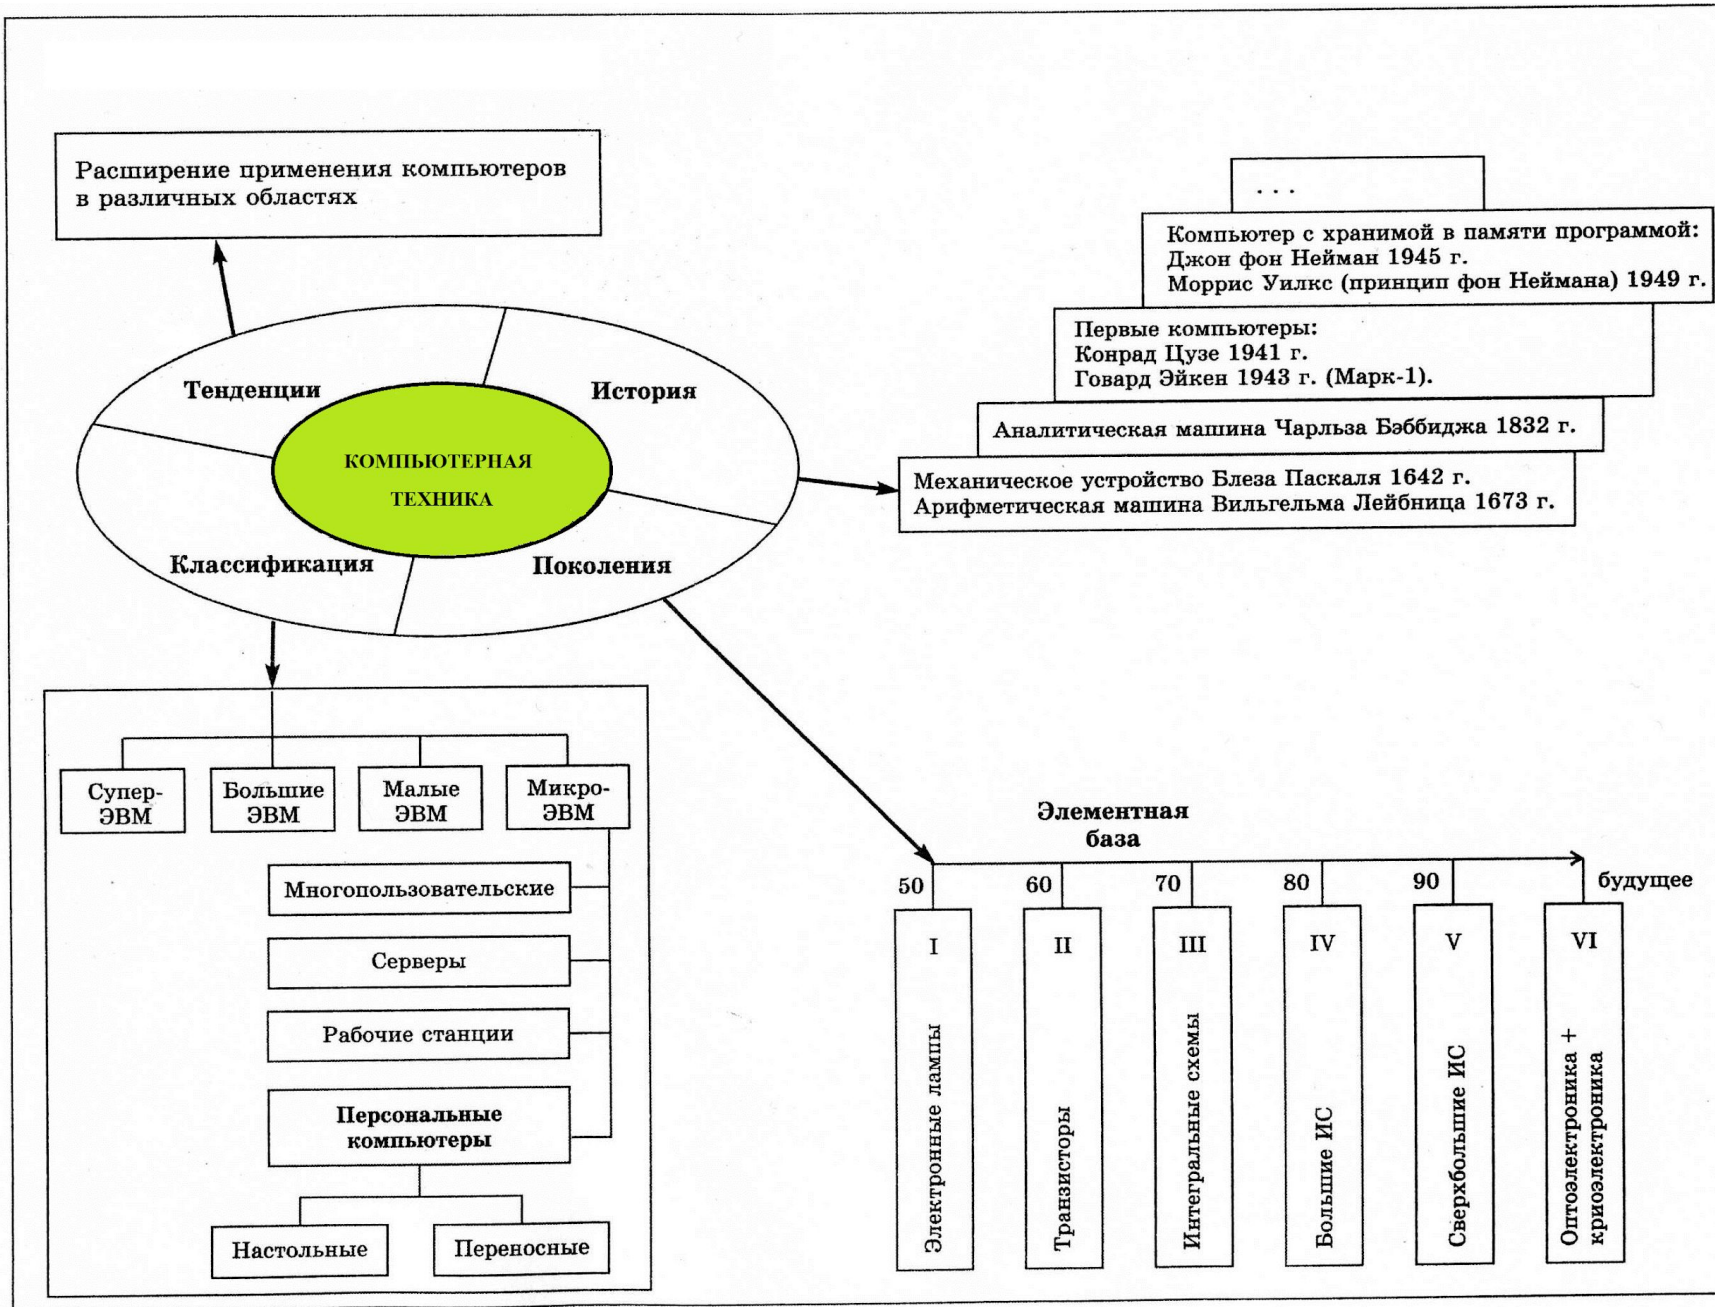 Расширение применения компьютеров
в различных областях
. . .
Компьютер с хранимой в памяти программой:
Джон фон Нейман 1945 г.
Моррис Уилкс (принцип фон Неймана) 1949 г.
Первые компьютеры:
Конрад Цузе 1941 г.
Говард Эйкен 1943 г. (Марк-1).
Аналитическая машина Чарльза Бэббиджа 1832 г.
Механическое устройство Блеза Паскаля 1642 г.
Арифметическая машина Вильгельма Лейбница 1673 г.
Тенденции
История
КОМПЬЮТЕРНАЯ
ТЕХНИКА
Классификация
Поколения
Супер-
ЭВМ
Большие
ЭВМ
Малые
ЭВМ
Микро-
ЭВМ
Многопользовательские
Серверы
Рабочие станции
Персональные
компьютеры
Настольные
Переносные
Элементная
база
50
60
70
80
90
будущее
I
Электронные лампы
II
Транзисторы
III
Интегральные схемы
IV
Большие ИС
V
Сверхбольшие ИС
VI
Оптоэлектроника +
криоэлектроника